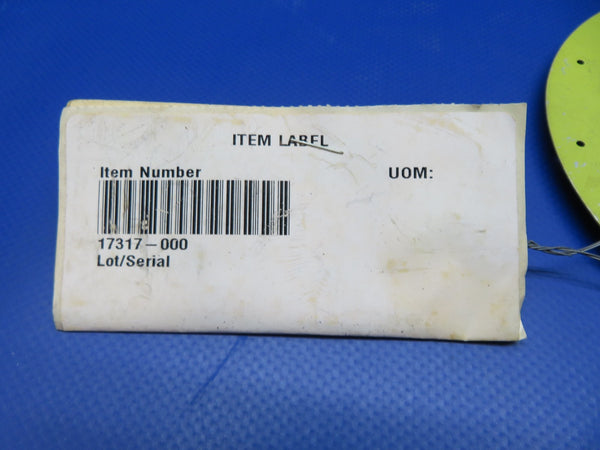 ITEM LABEL
Item Number
UOM:
17317-000
Lot/Serial